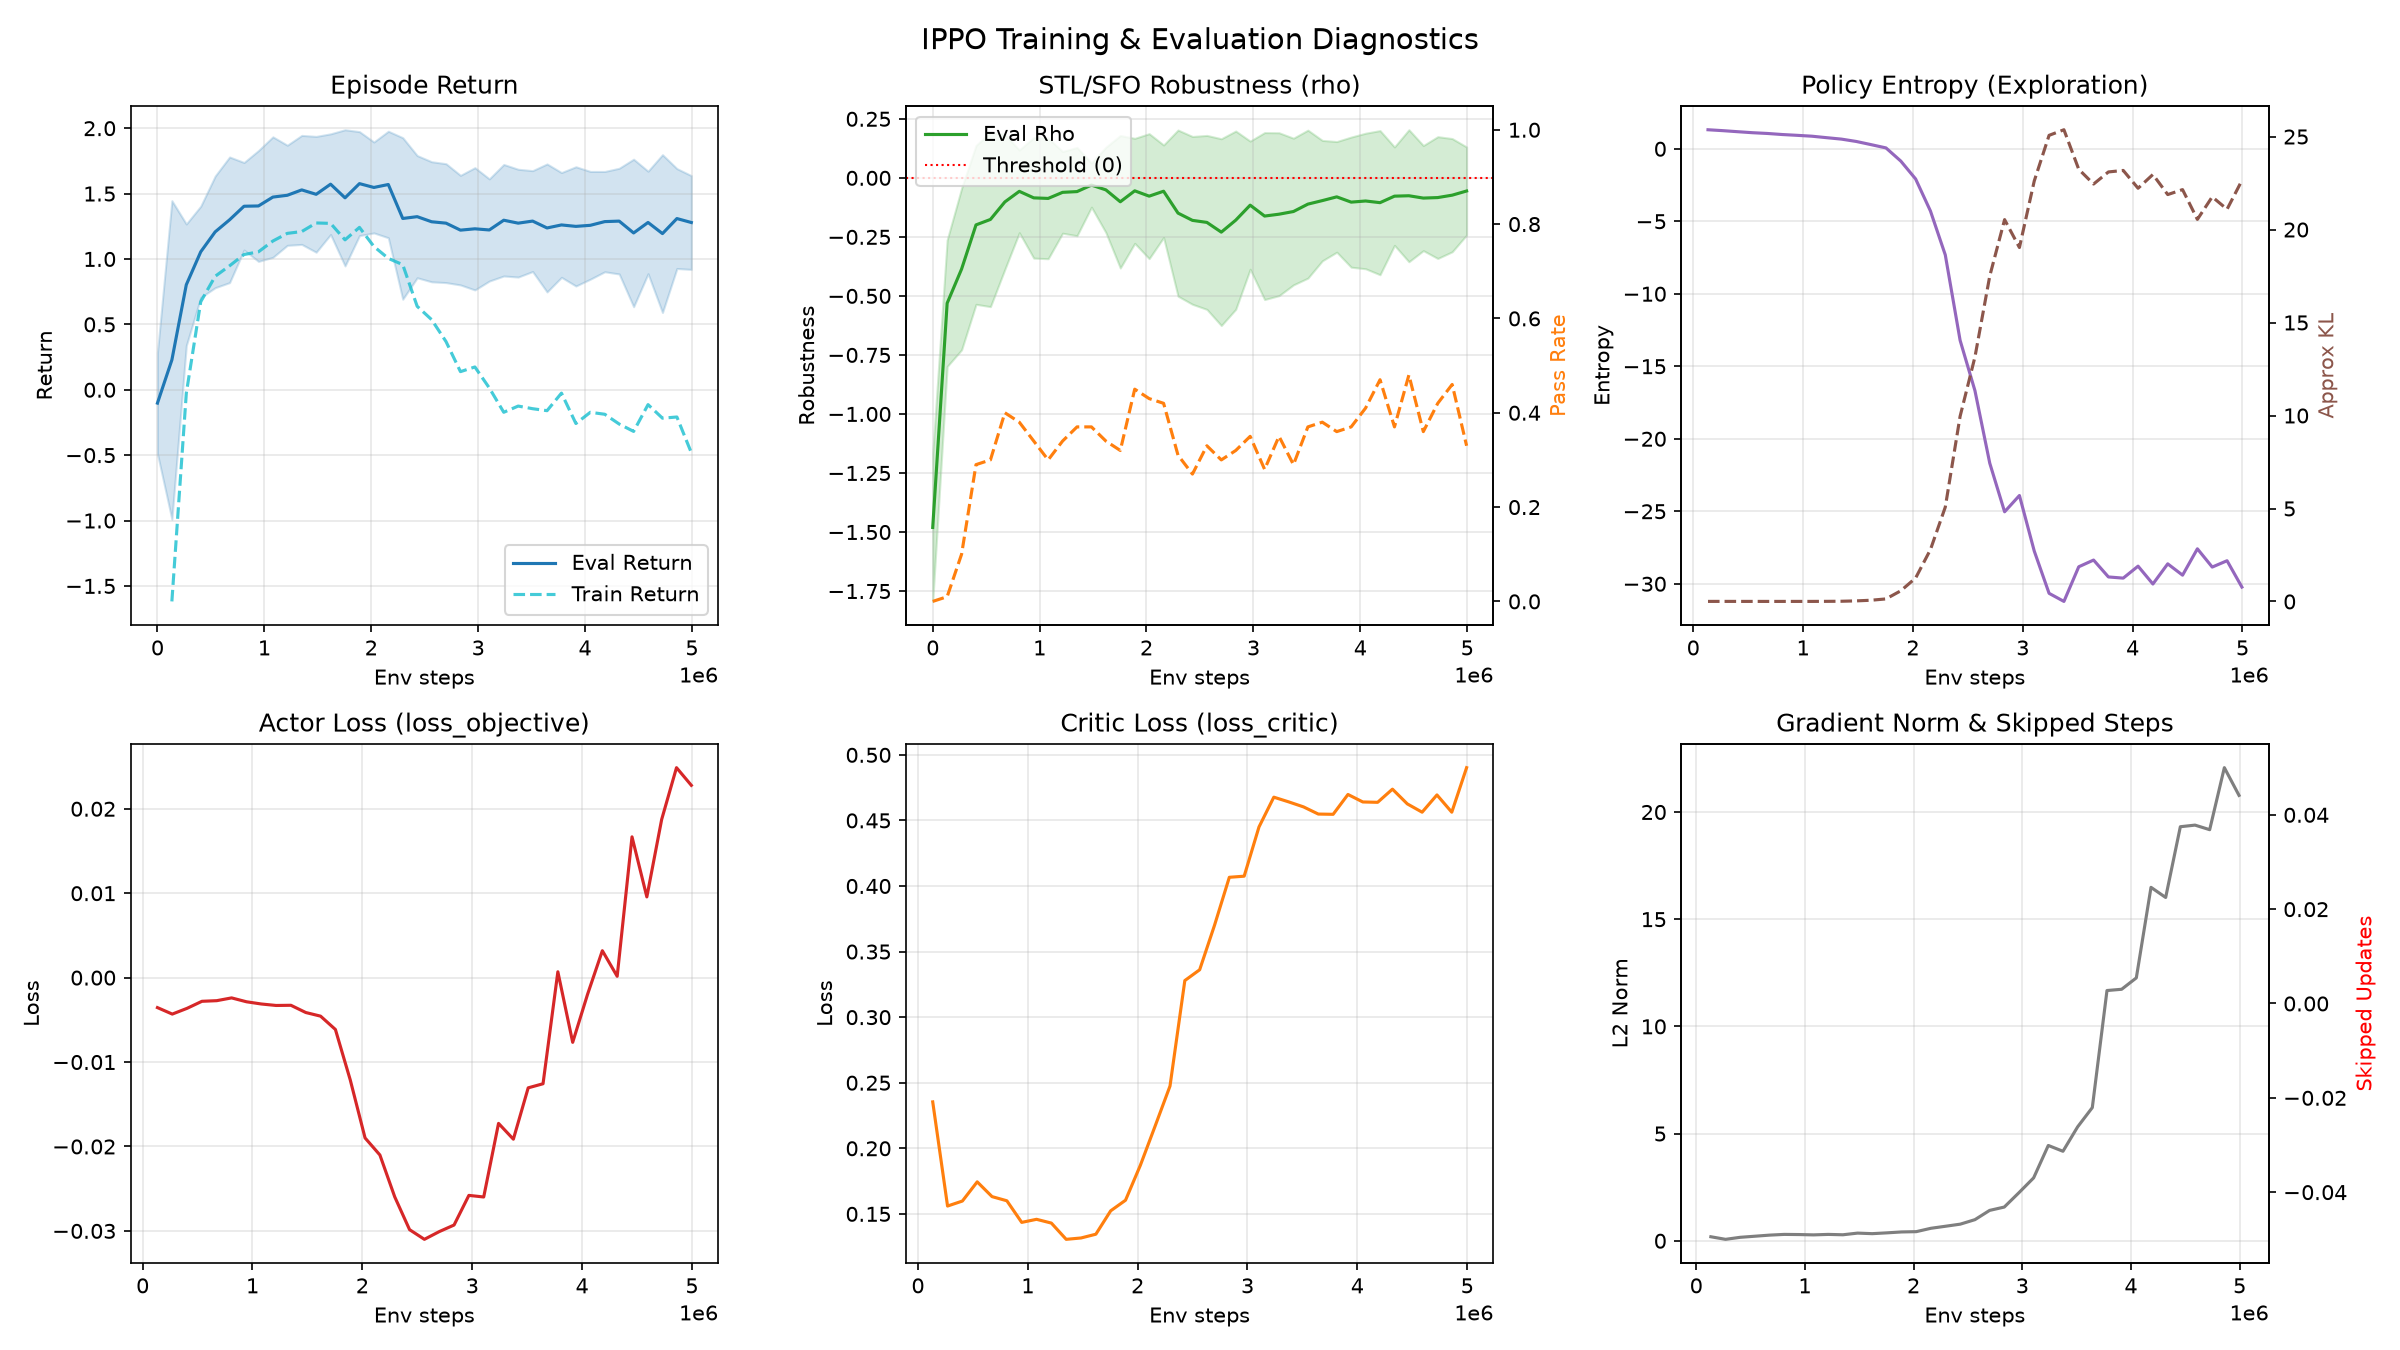 IPPO Training & Evaluation Diagnostics
Episode Return
Return
2.0
1.5
1.0
0.5
0.0
−0.5
−1.0
−1.5
Eval Return
Train Return
0 1 2 3 4 5
1e6
Env steps
STL/SFO Robustness (rho)
Robustness
0.25
0.00
−0.25
−0.50
−0.75
−1.00
−1.25
−1.50
−1.75
Eval Rho
Threshold (0)
1.0
0.8
0.6
0.4
0.2
0.0
Pass Rate
0 1 2 3 4 5
1e6
Env steps
Policy Entropy (Exploration)
Entropy
0
−5
−10
−15
−20
−25
−30
25
20
15
10
5
0
Approx KL
0 1 2 3 4 5
1e6
Env steps
Actor Loss (loss_objective)
Loss
0.02
0.01
0.00
−0.01
−0.02
−0.03
0 1 2 3 4 5
1e6
Env steps
Critic Loss (loss_critic)
Loss
0.50
0.45
0.40
0.35
0.30
0.25
0.20
0.15
0 1 2 3 4 5
1e6
Env steps
Gradient Norm & Skipped Steps
L2 Norm
20
15
10
5
0
0.04
0.02
0.00
−0.02
−0.04
Skipped Updates
0 1 2 3 4 5
1e6
Env steps